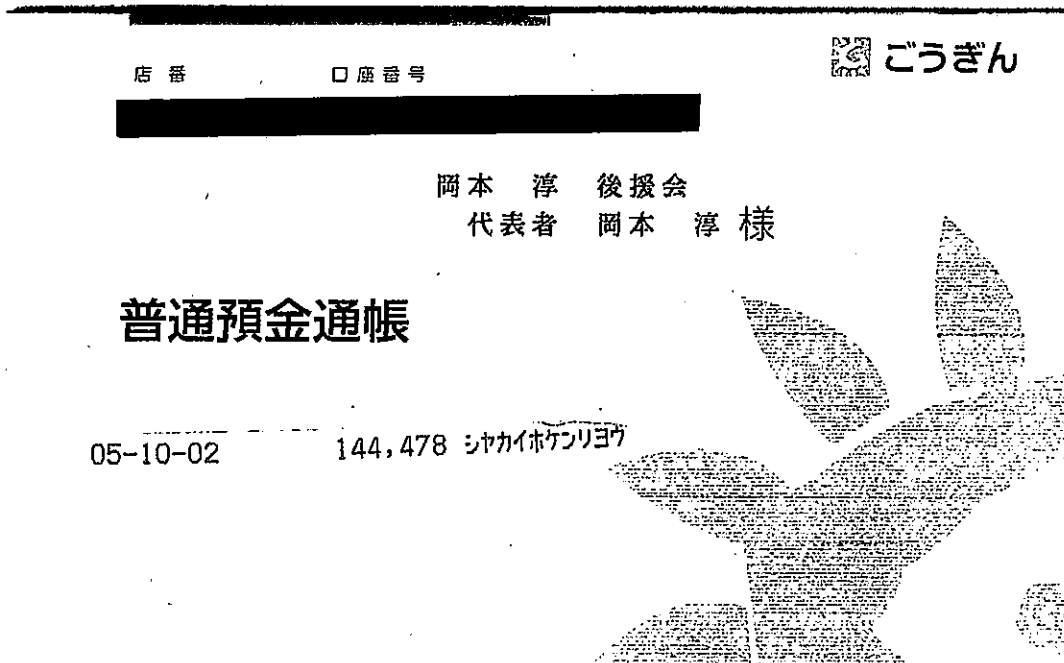 ごうぎん
店番 口座番号
岡本 淳 後援会
代表者 岡本 淳 様
普通預金通帳
05-10-02 144,478 シヤカイホケンリヨウ